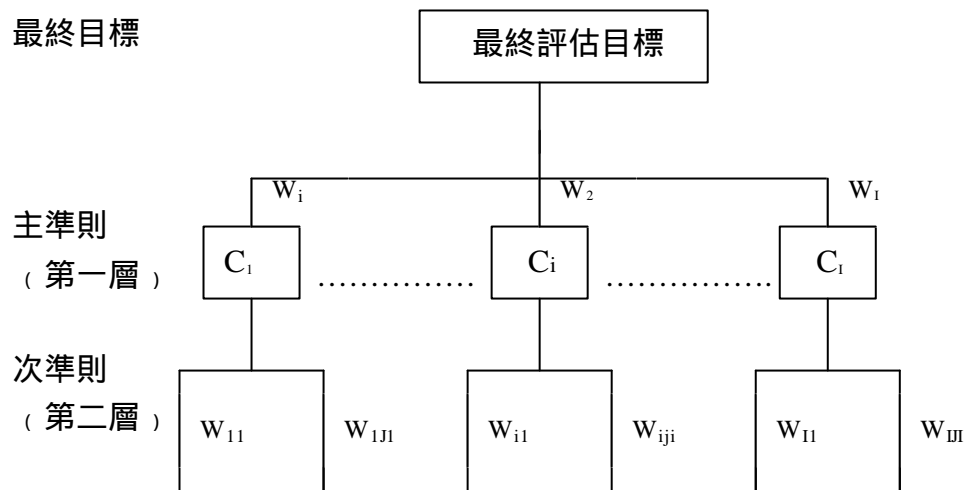 最終目標
最終評估目標
Wi W2 WI
主準則
(第一層)
C1 ............... Ci ................ CI
次準則
(第二層)
W11 W1J1 Wi1 Wiji WI1 WIJI